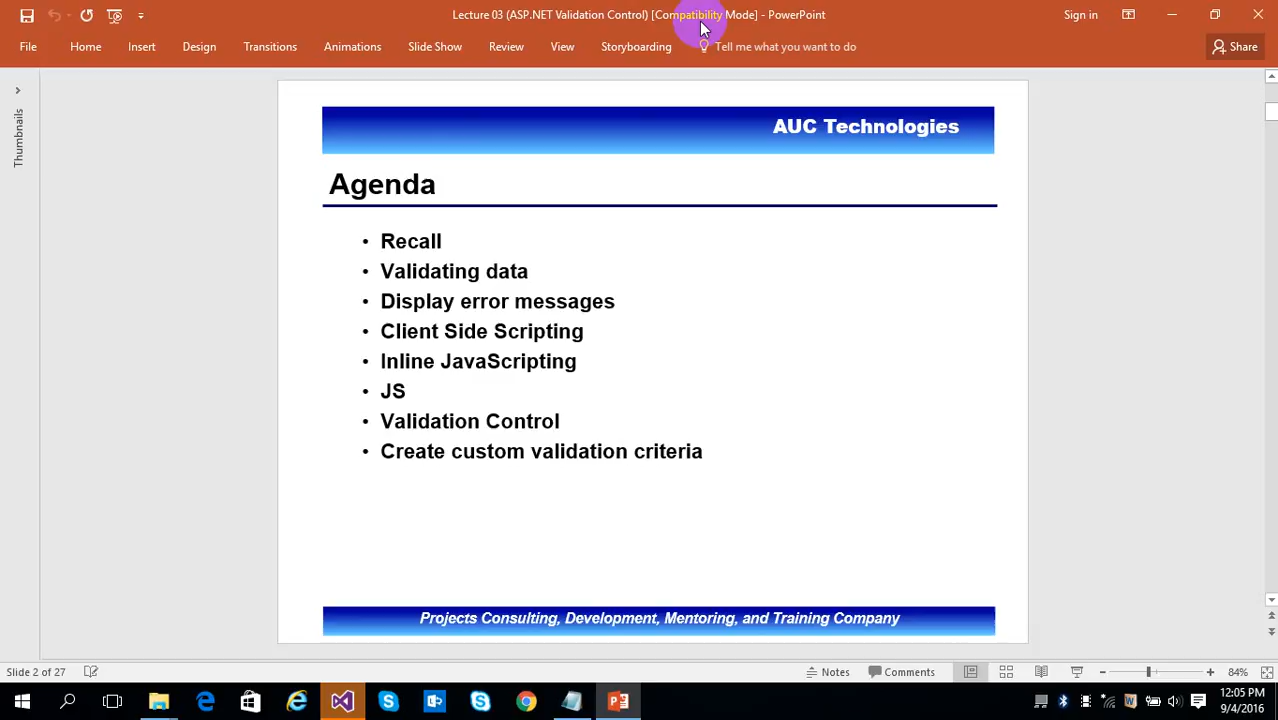 Lecture 03 (ASP.NET Validation Control) [Compatibility Mode] - PowerPoint
Sign in
File
Home
Insert
Design
Transitions
Animations
Slide Show
Review
View
Storyboarding
Tell me what you want to do
Share
Thumbnails
AUC Technologies
Agenda
• Recall
• Validating data
• Display error messages
• Client Side Scripting
• Inline JavaScripting
• JS
• Validation Control
• Create custom validation criteria
Projects Consulting, Development, Mentoring, and Training Company
Slide 2 of 27
Notes
Comments
84%
12:05 PM
9/4/2016